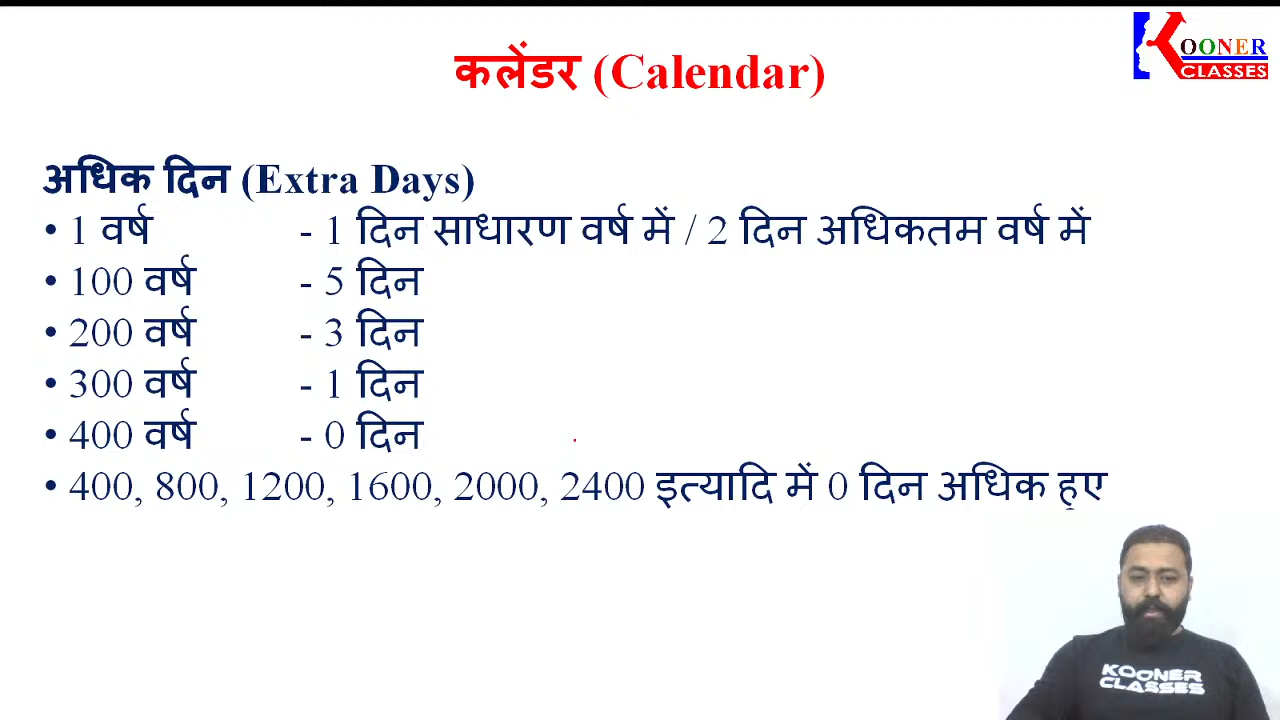 कलेंडर (Calendar)
KOONER
CLASSES
अधिक दिन (Extra Days)
• 1 वर्ष - 1 दिन साधारण वर्ष में / 2 दिन अधिकतम वर्ष में
• 100 वर्ष - 5 दिन
• 200 वर्ष - 3 दिन
• 300 वर्ष - 1 दिन
• 400 वर्ष - 0 दिन
• 400, 800, 1200, 1600, 2000, 2400 इत्यादि में 0 दिन अधिक हुए
KOONER
CLASSES